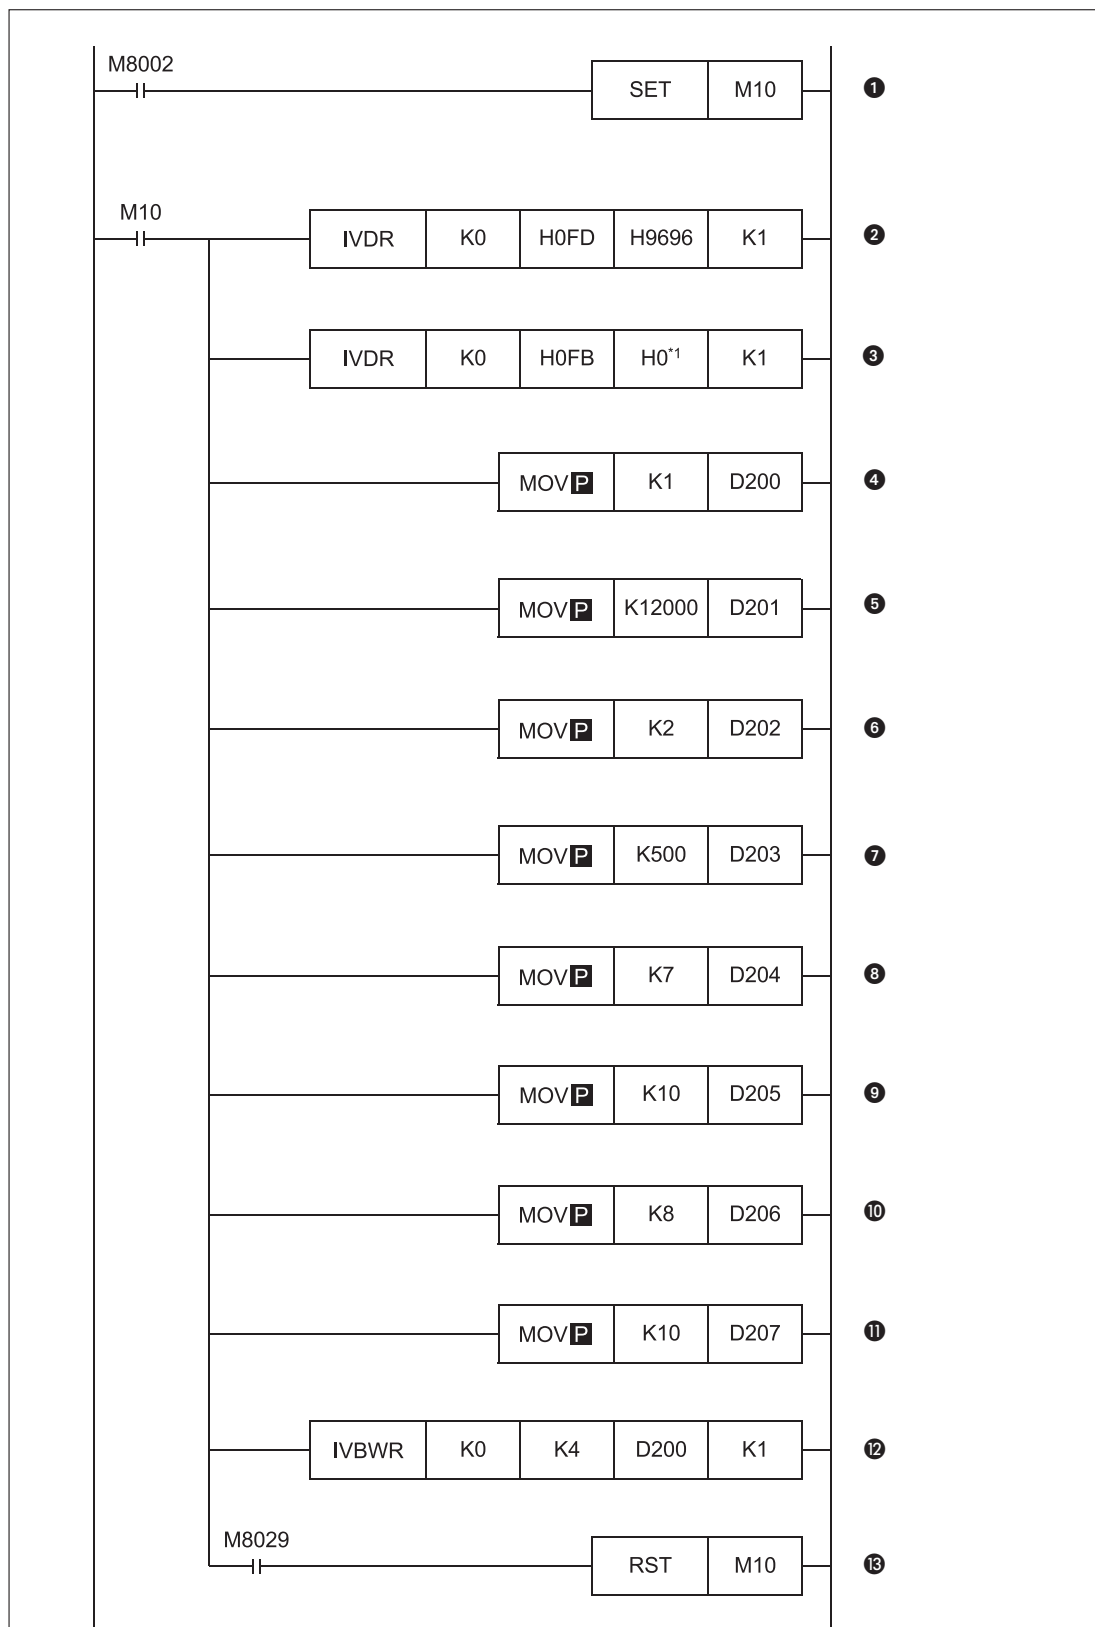 M8002
SET M10 ❶
M10
IVDR K0 H0FD H9696 K1 ❷
IVDR K0 H0FB H0*1 K1 ❸
MOVP K1 D200 ❹
MOVP K12000 D201 ❺
MOVP K2 D202 ❻
MOVP K500 D203 ❼
MOVP K7 D204 ❽
MOVP K10 D205 ❾
MOVP K8 D206 ❿
MOVP K10 D207 ⓫
IVBWR K0 K4 D200 K1 ⓬
M8029
RST M10 ⓭